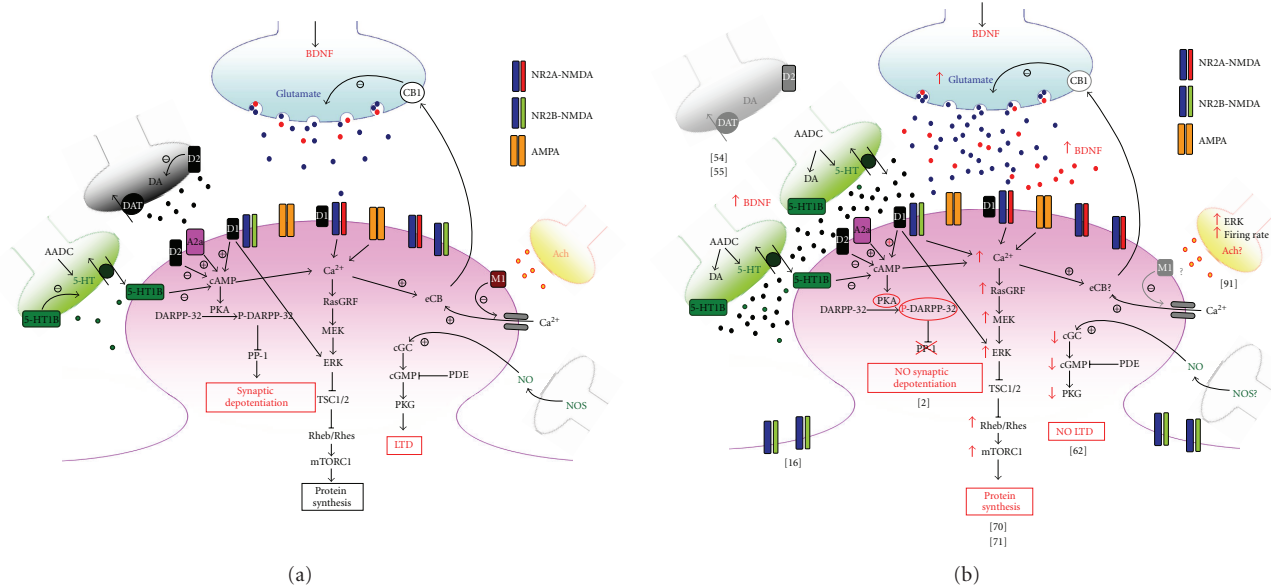 BDNF
Glutamate
CB1
NR2A-NMDA
NR2B-NMDA
AMPA
D2
DA
DAT
AADC
5-HT
5-HT1B
5-HT1B
A2a
D2
D1
D1
cAMP
PKA
DARPP-32
P-DARPP-32
PP-1
Synaptic
depotentiation
Ca2+
RasGRF
MEK
ERK
TSC1/2
Rheb/Rhes
mTORC1
Protein
synthesis
eCB
cGC
cGMP
PDE
PKG
LTD
M1
Ach
Ca2+
NO
NOS
(a)
BDNF
↑ Glutamate
CB1
NR2A-NMDA
NR2B-NMDA
AMPA
D2
DA
DAT
[54]
[55]
AADC
5-HT
DA
5-HT1B
↑ BDNF
↑ BDNF
AADC
5-HT
DA
5-HT1B
5-HT1B
A2a
D2
D1
D1
cAMP
PKA
DARPP-32
P-DARPP-32
PP-1
NO synaptic
depotentiation
[2]
↑ Ca2+
↑ RasGRF
↑ MEK
↑ ERK
TSC1/2
↑ Rheb/Rhes
↑ mTORC1
Protein
synthesis
[70]
[71]
eCB?
↓ cGC
↓ cGMP
PDE
↓ PKG
NO LTD
[62]
M1
?
↑ ERK
↑ Firing rate
Ach?
[91]
Ca2+
NO
NOS?
[16]
(b)